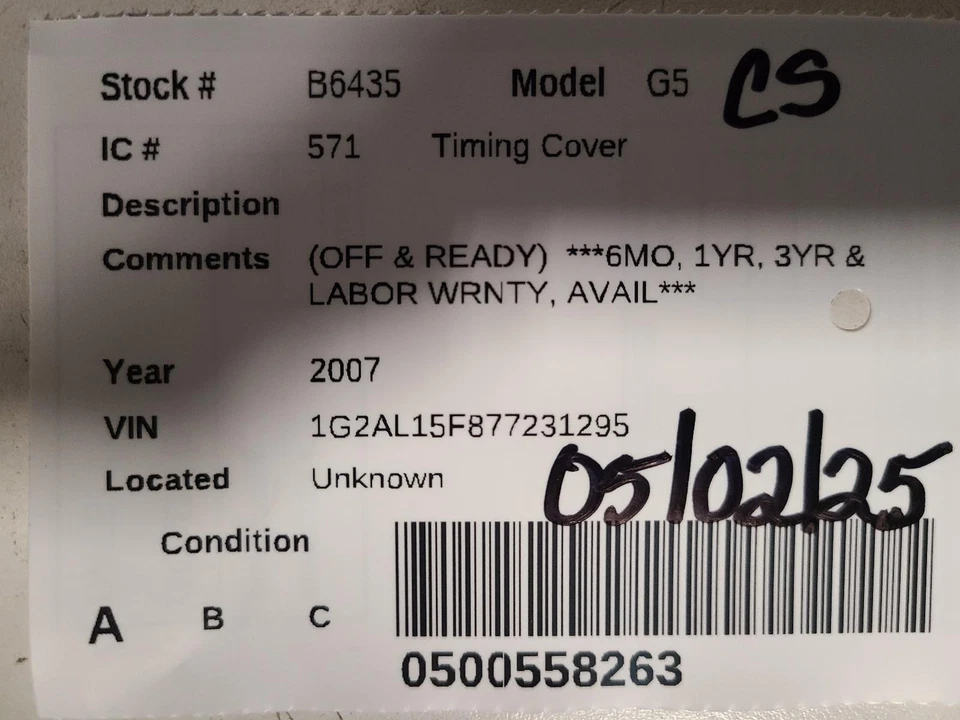 Stock # B6435 Model G5 CS
IC # 571 Timing Cover
Description
Comments (OFF & READY) ***6MO, 1YR, 3YR &
LABOR WRNTY, AVAIL***
Year 2007
VIN 1G2AL15F877231295
Located Unknown
05/02/25
Condition
A B C
0500558263